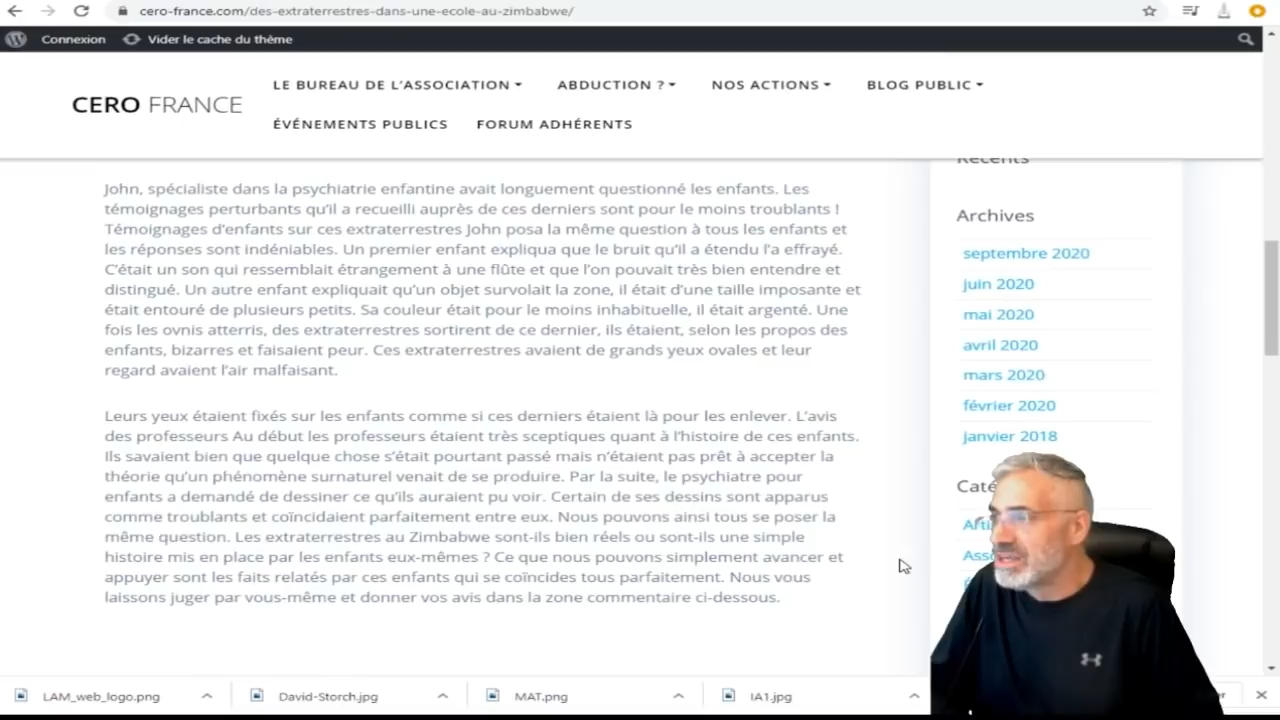 cero-france.com/des-extraterrestres-dans-une-ecole-au-zimbabwe/
Connexion
Vider le cache du thème
CERO FRANCE
LE BUREAU DE L'ASSOCIATION
ABDUCTION ?
NOS ACTIONS
BLOG PUBLIC
ÉVÉNEMENTS PUBLICS
FORUM ADHÉRENTS
John, spécialiste dans la psychiatrie enfantine avait longuement questionné les enfants. Les
témoignages perturbants qu'il a recueilli auprès de ces derniers sont pour le moins troublants !
Témoignages d'enfants sur ces extraterrestres John posa la même question à tous les enfants et
les réponses sont indéniables. Un premier enfant expliqua que le bruit qu'il a étendu l'a effrayé.
C'était un son qui ressemblait étrangement à une flûte et que l'on pouvait très bien entendre et
distingué. Un autre enfant expliquait qu'un objet survolait la zone, il était d'une taille imposante et
était entouré de plusieurs petits. Sa couleur était pour le moins inhabituelle, il était argenté. Une
fois les ovnis atterris, des extraterrestres sortirent de ce dernier, ils étaient, selon les propos des
enfants, bizarres et faisaient peur. Ces extraterrestres avaient de grands yeux ovales et leur
regard avaient l'air malfaisant.
Leurs yeux étaient fixés sur les enfants comme si ces derniers étaient là pour les enlever. L'avis
des professeurs Au début les professeurs étaient très sceptiques quant à l'histoire de ces enfants.
Ils savaient bien que quelque chose s'était pourtant passé mais n'étaient pas prêt à accepter la
théorie qu'un phénomène surnaturel venait de se produire. Par la suite, le psychiatre pour
enfants a demandé de dessiner ce qu'ils auraient pu voir. Certain de ses dessins sont apparus
comme troublants et coïncidaient parfaitement entre eux. Nous pouvons ainsi tous se poser la
même question. Les extraterrestres au Zimbabwe sont-ils bien réels ou sont-ils une simple
histoire mis en place par les enfants eux-mêmes ? Ce que nous pouvons simplement avancer et
appuyer sont les faits relatés par ces enfants qui se coïncides tous parfaitement. Nous vous
laissons juger par vous-même et donner vos avis dans la zone commentaire ci-dessous.
Récents
Archives
septembre 2020
juin 2020
mai 2020
avril 2020
mars 2020
février 2020
janvier 2018
LAM_web_logo.png
David-Storch.jpg
MAT.png
IA1.jpg